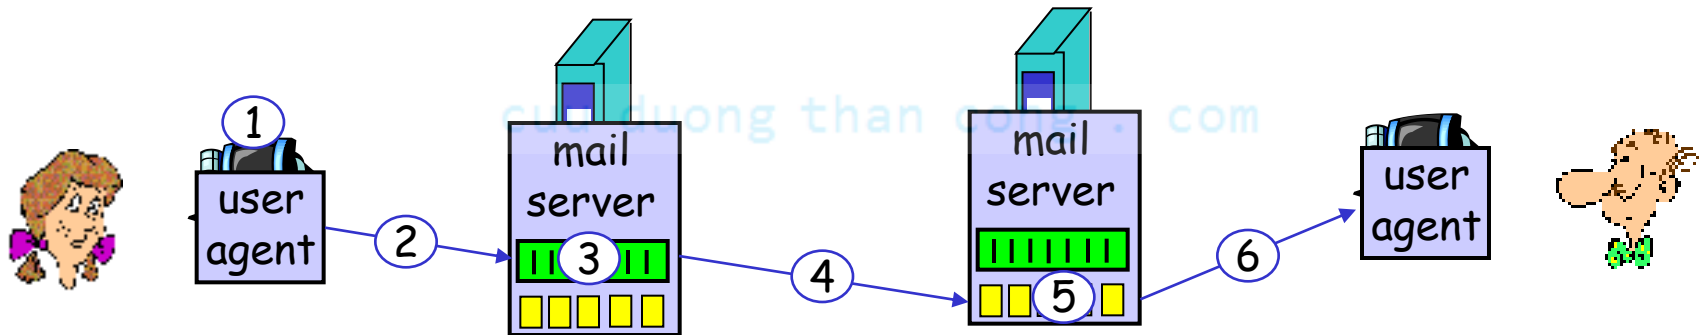 1
user
agent
2
mail
server
3
4
mail
server
5
6
user
agent
cuu duong than cong . com